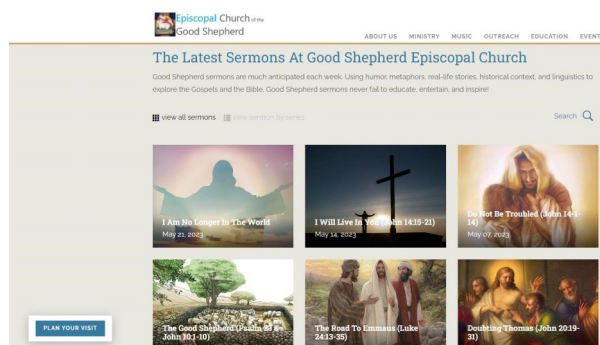 Episcopal Church of the
Good Shepherd
ABOUT US MINISTRY MUSIC OUTREACH EDUCATION EVENT
The Latest Sermons At Good Shepherd Episcopal Church
Good Shepherd sermons are much anticipated each week. Using humor, metaphors, real-life stories, historical context, and linguistics to
explore the Gospels and the Bible, Good Shepherd sermons never fail to educate, entertain, and inspire!
view all sermons view sermon by series Search
I Am No Longer In The World
May 21, 2023
I Will Live In You (John 14:15-21)
May 14, 2023
Do Not Be Troubled (John 14:1-
14)
May 07, 2023
The Good Shepherd (Psalm 23 &
John 10:1-10)
The Road To Emmaus (Luke
24:13-35)
Doubting Thomas (John 20:19-
31)
PLAN YOUR VISIT